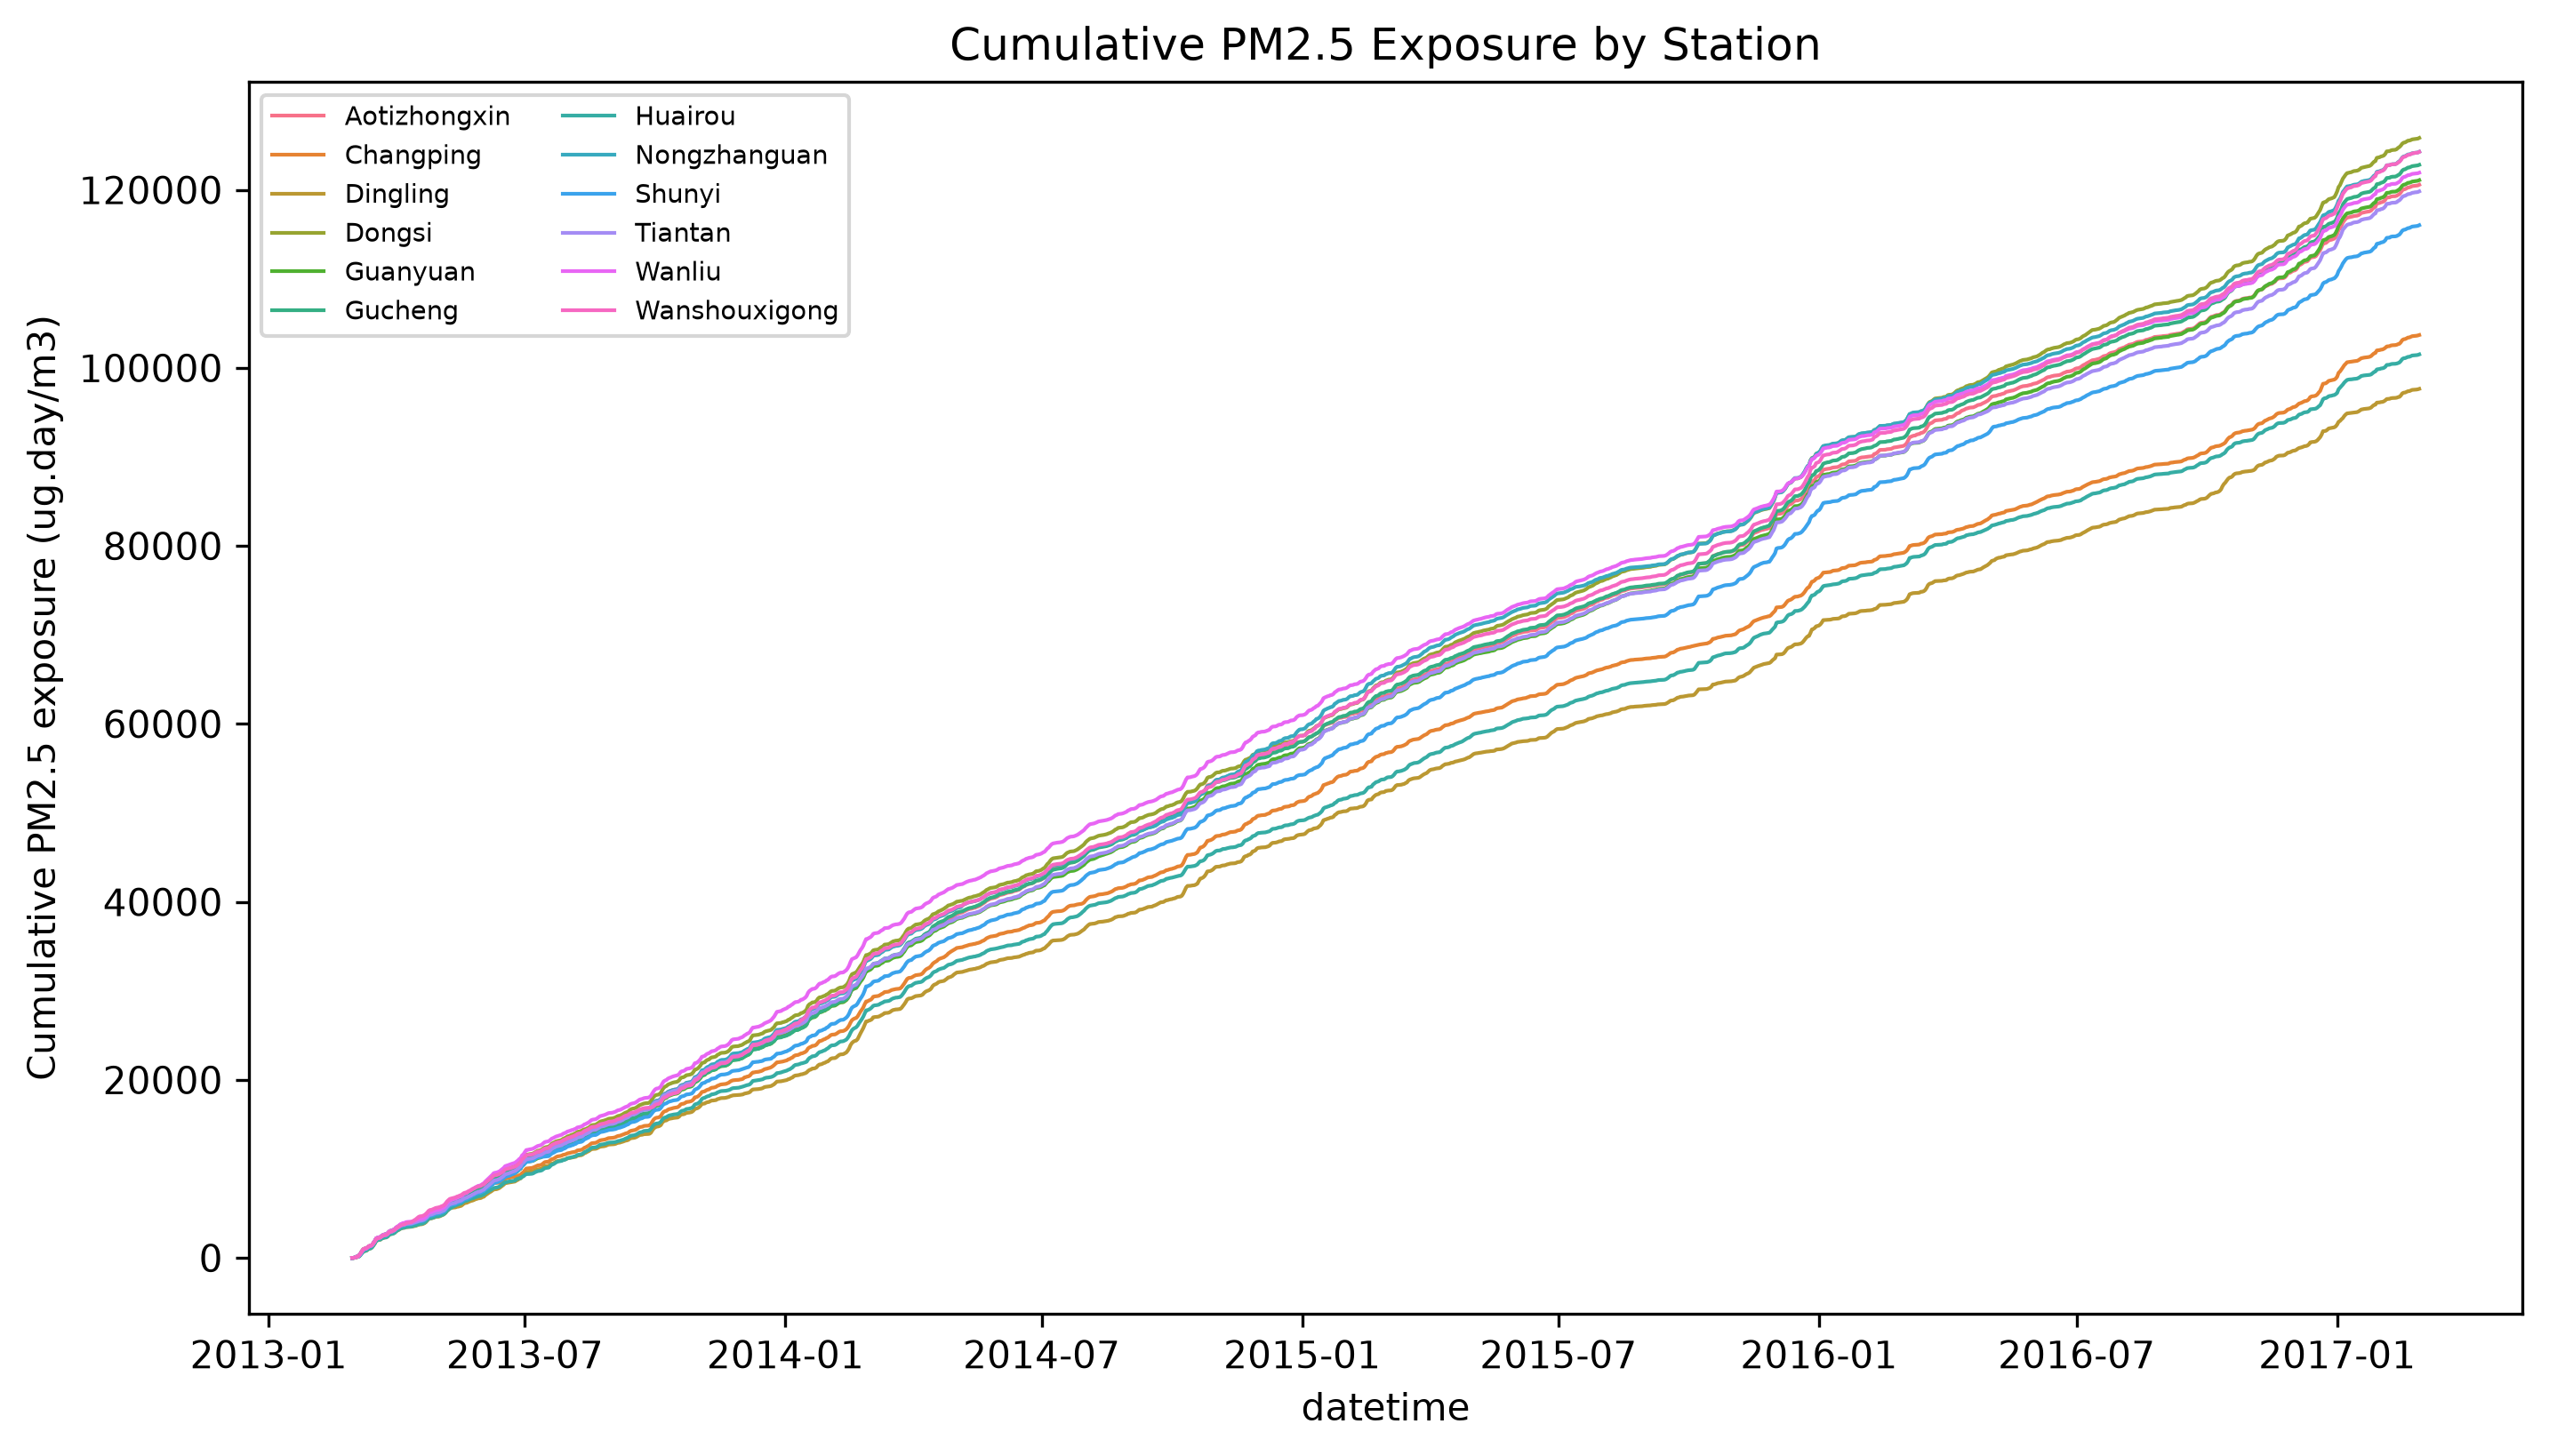 Cumulative PM2.5 Exposure by Station
Aotizhongxin
Changping
Dingling
Dongsi
Guanyuan
Gucheng
Huairou
Nongzhanguan
Shunyi
Tiantan
Wanliu
Wanshouxigong
Cumulative PM2.5 exposure (ug.day/m3)
120000
100000
80000
60000
40000
20000
0
2013-01
2013-07
2014-01
2014-07
2015-01
2015-07
2016-01
2016-07
2017-01
datetime